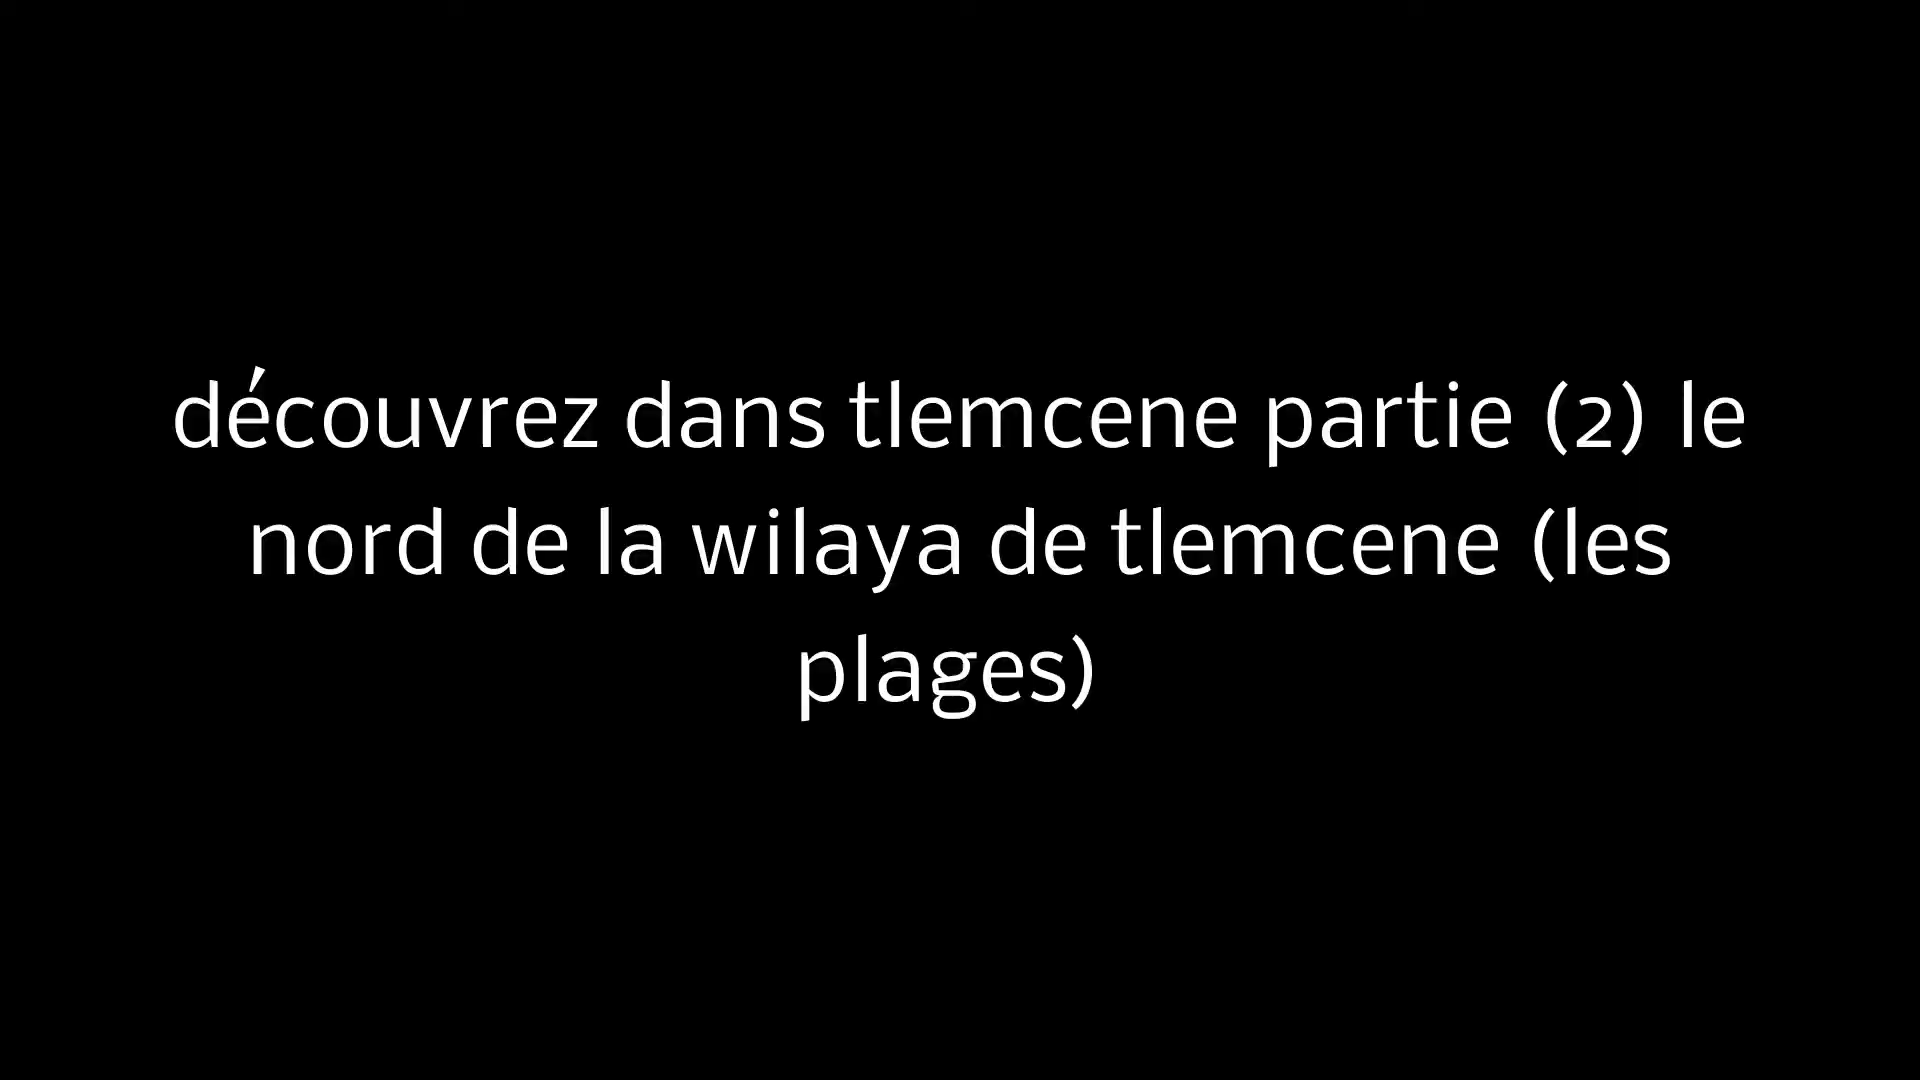 découvrez dans tlemcene partie (2) le
nord de la wilaya de tlemcene (les
plages)